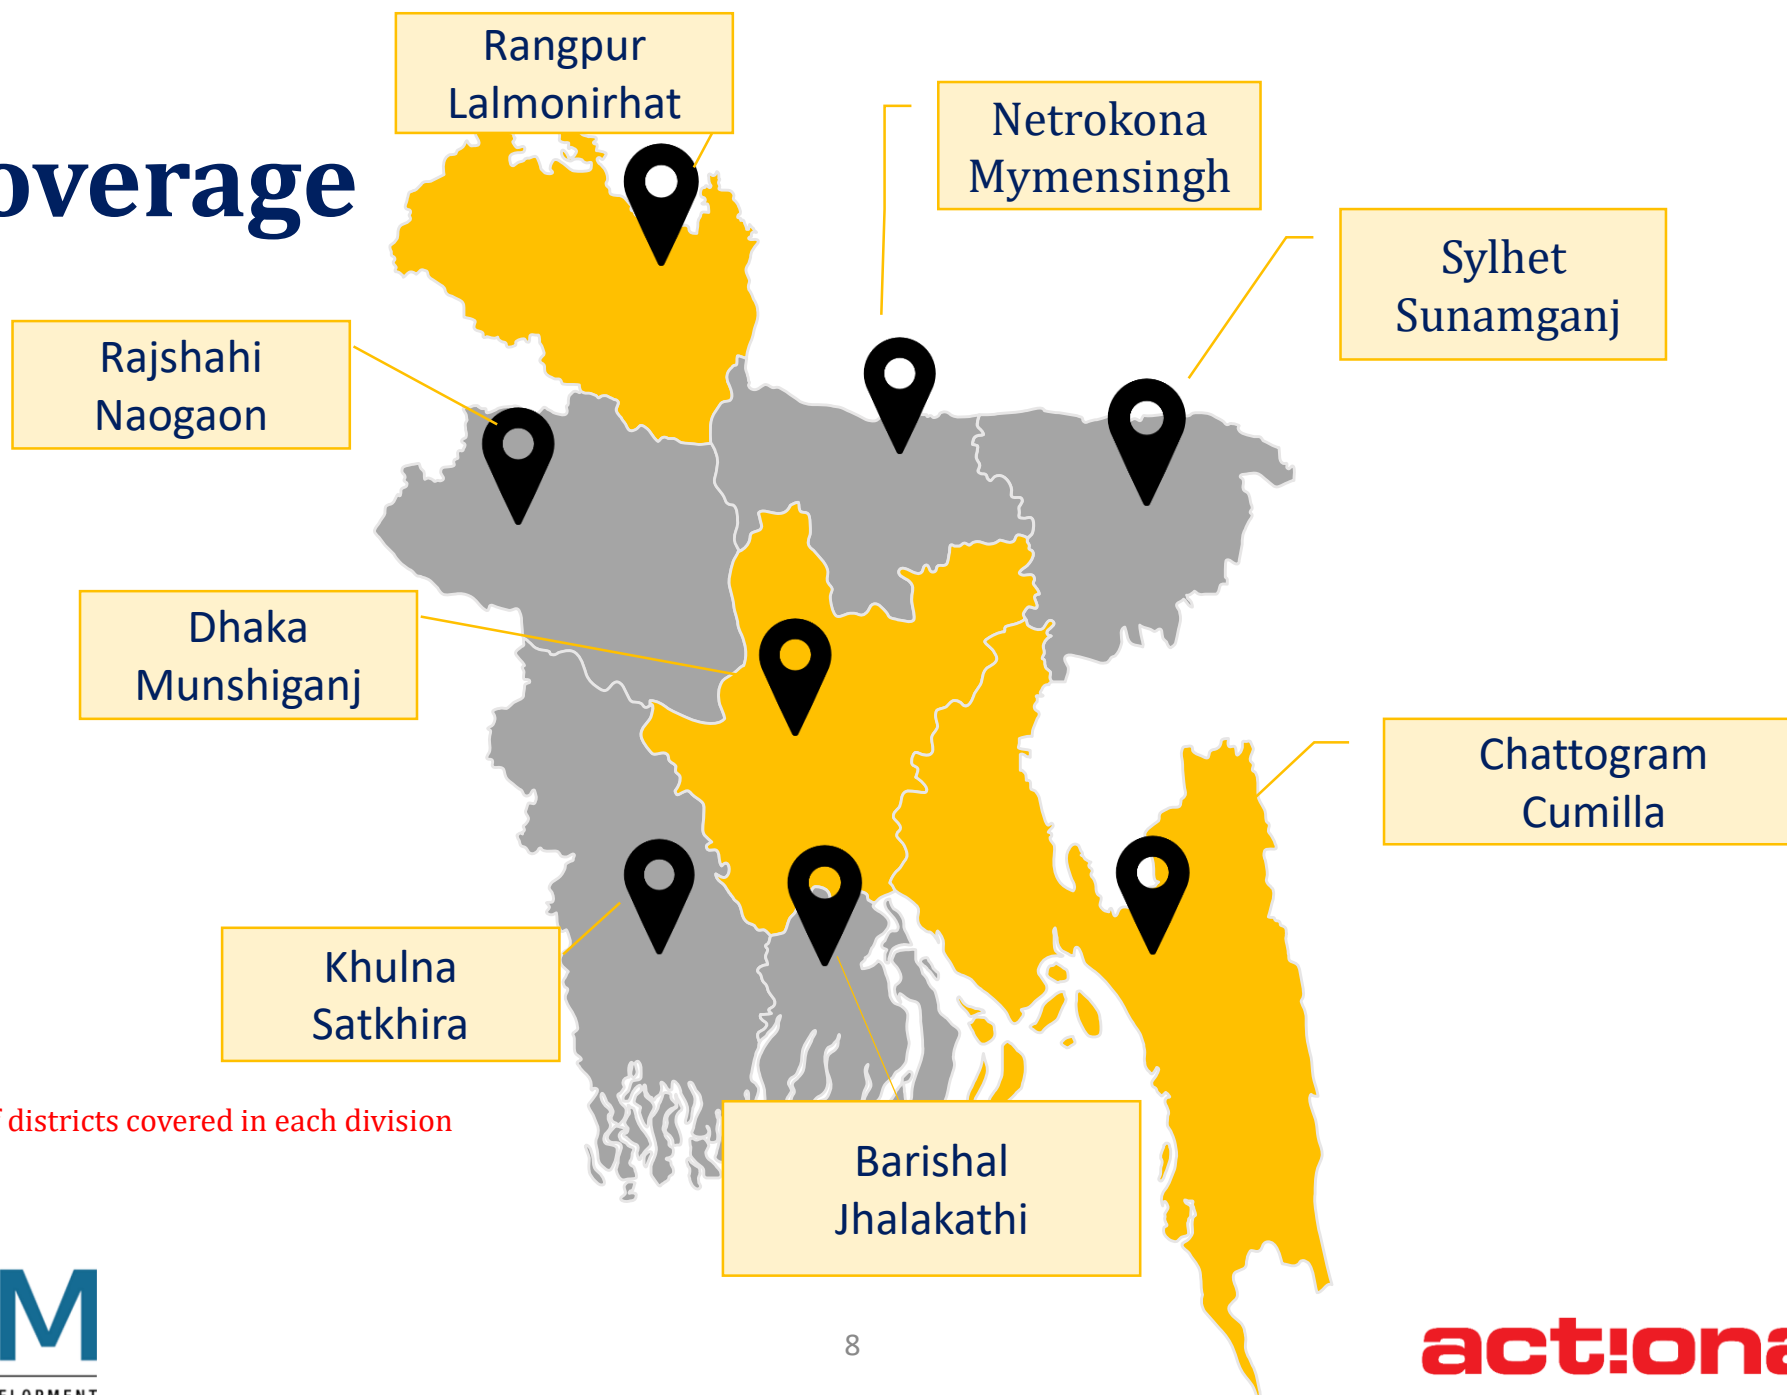 Rangpur
Lalmonirhat
Netrokona
Mymensingh
overage
Sylhet
Sunamganj
Rajshahi
Naogaon
Dhaka
Munshiganj
Chattogram
Cumilla
Khulna
Satkhira
districts covered in each division
Barishal
Jhalakathi
M
8
act!ona